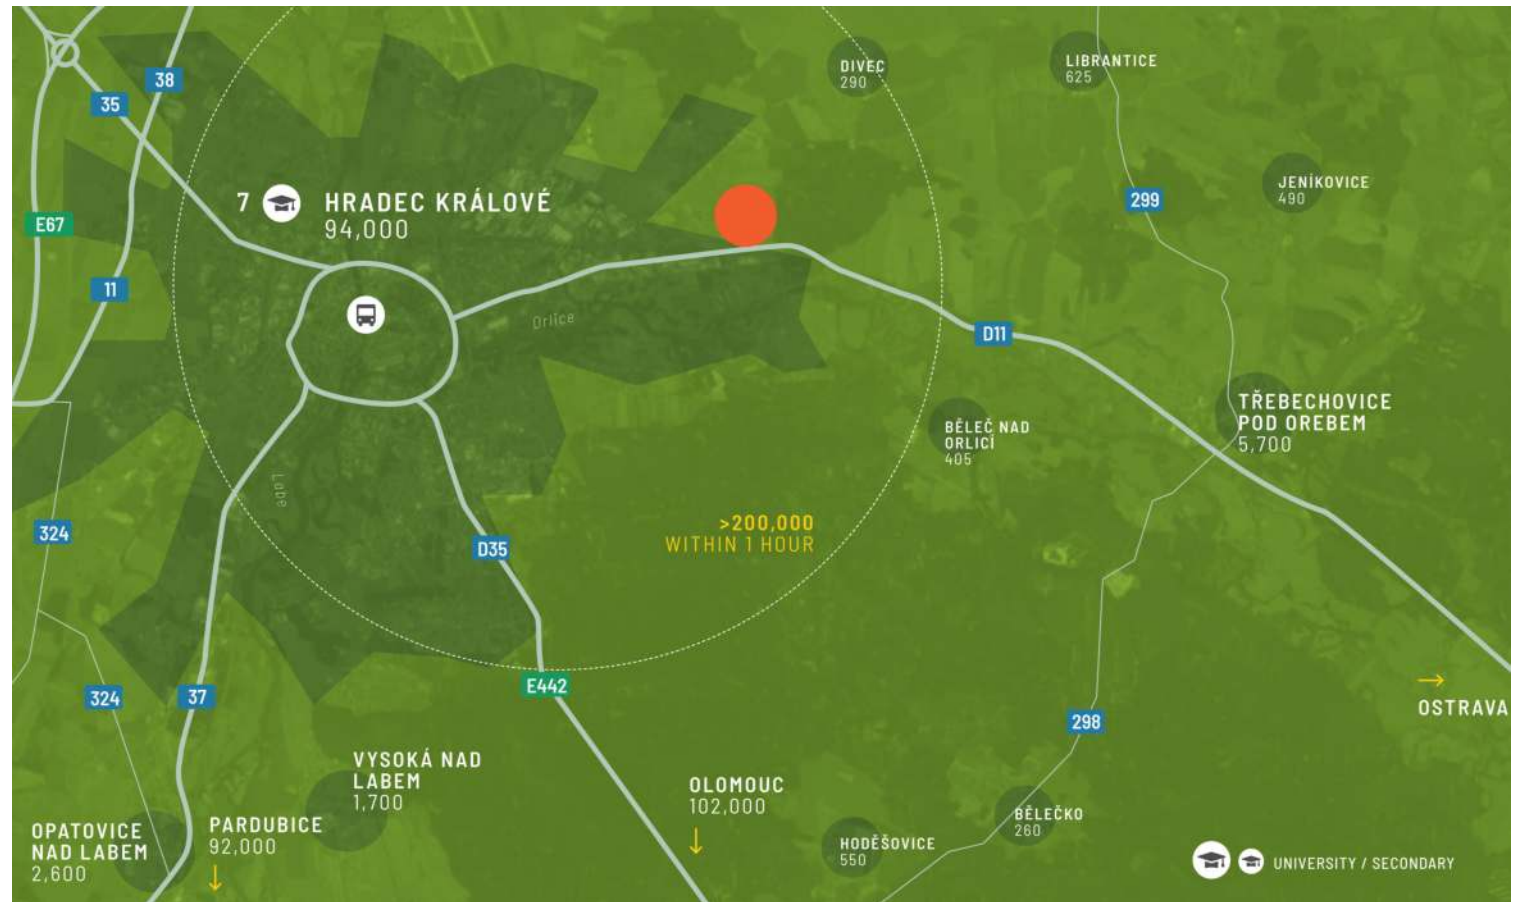 DIVEC
290
LIBRANTICE
625
38
35
JENÍKOVICE
490
7
HRADEC KRÁLOVÉ
94,000
299
E67
11
Orlice
D11
TŘEBECHOVICE
POD OREBEM
5,700
BĚLEČ NAD
ORLICÍ
405
Labe
>200,000
WITHIN 1 HOUR
324
D35
E442
324
37
OSTRAVA
298
VYSOKÁ NAD
LABEM
1,700
OLOMOUC
102,000
BĚLEČKO
260
OPATOVICE
NAD LABEM
2,600
PARDUBICE
92,000
HODĚŠOVICE
550
UNIVERSITY / SECONDARY